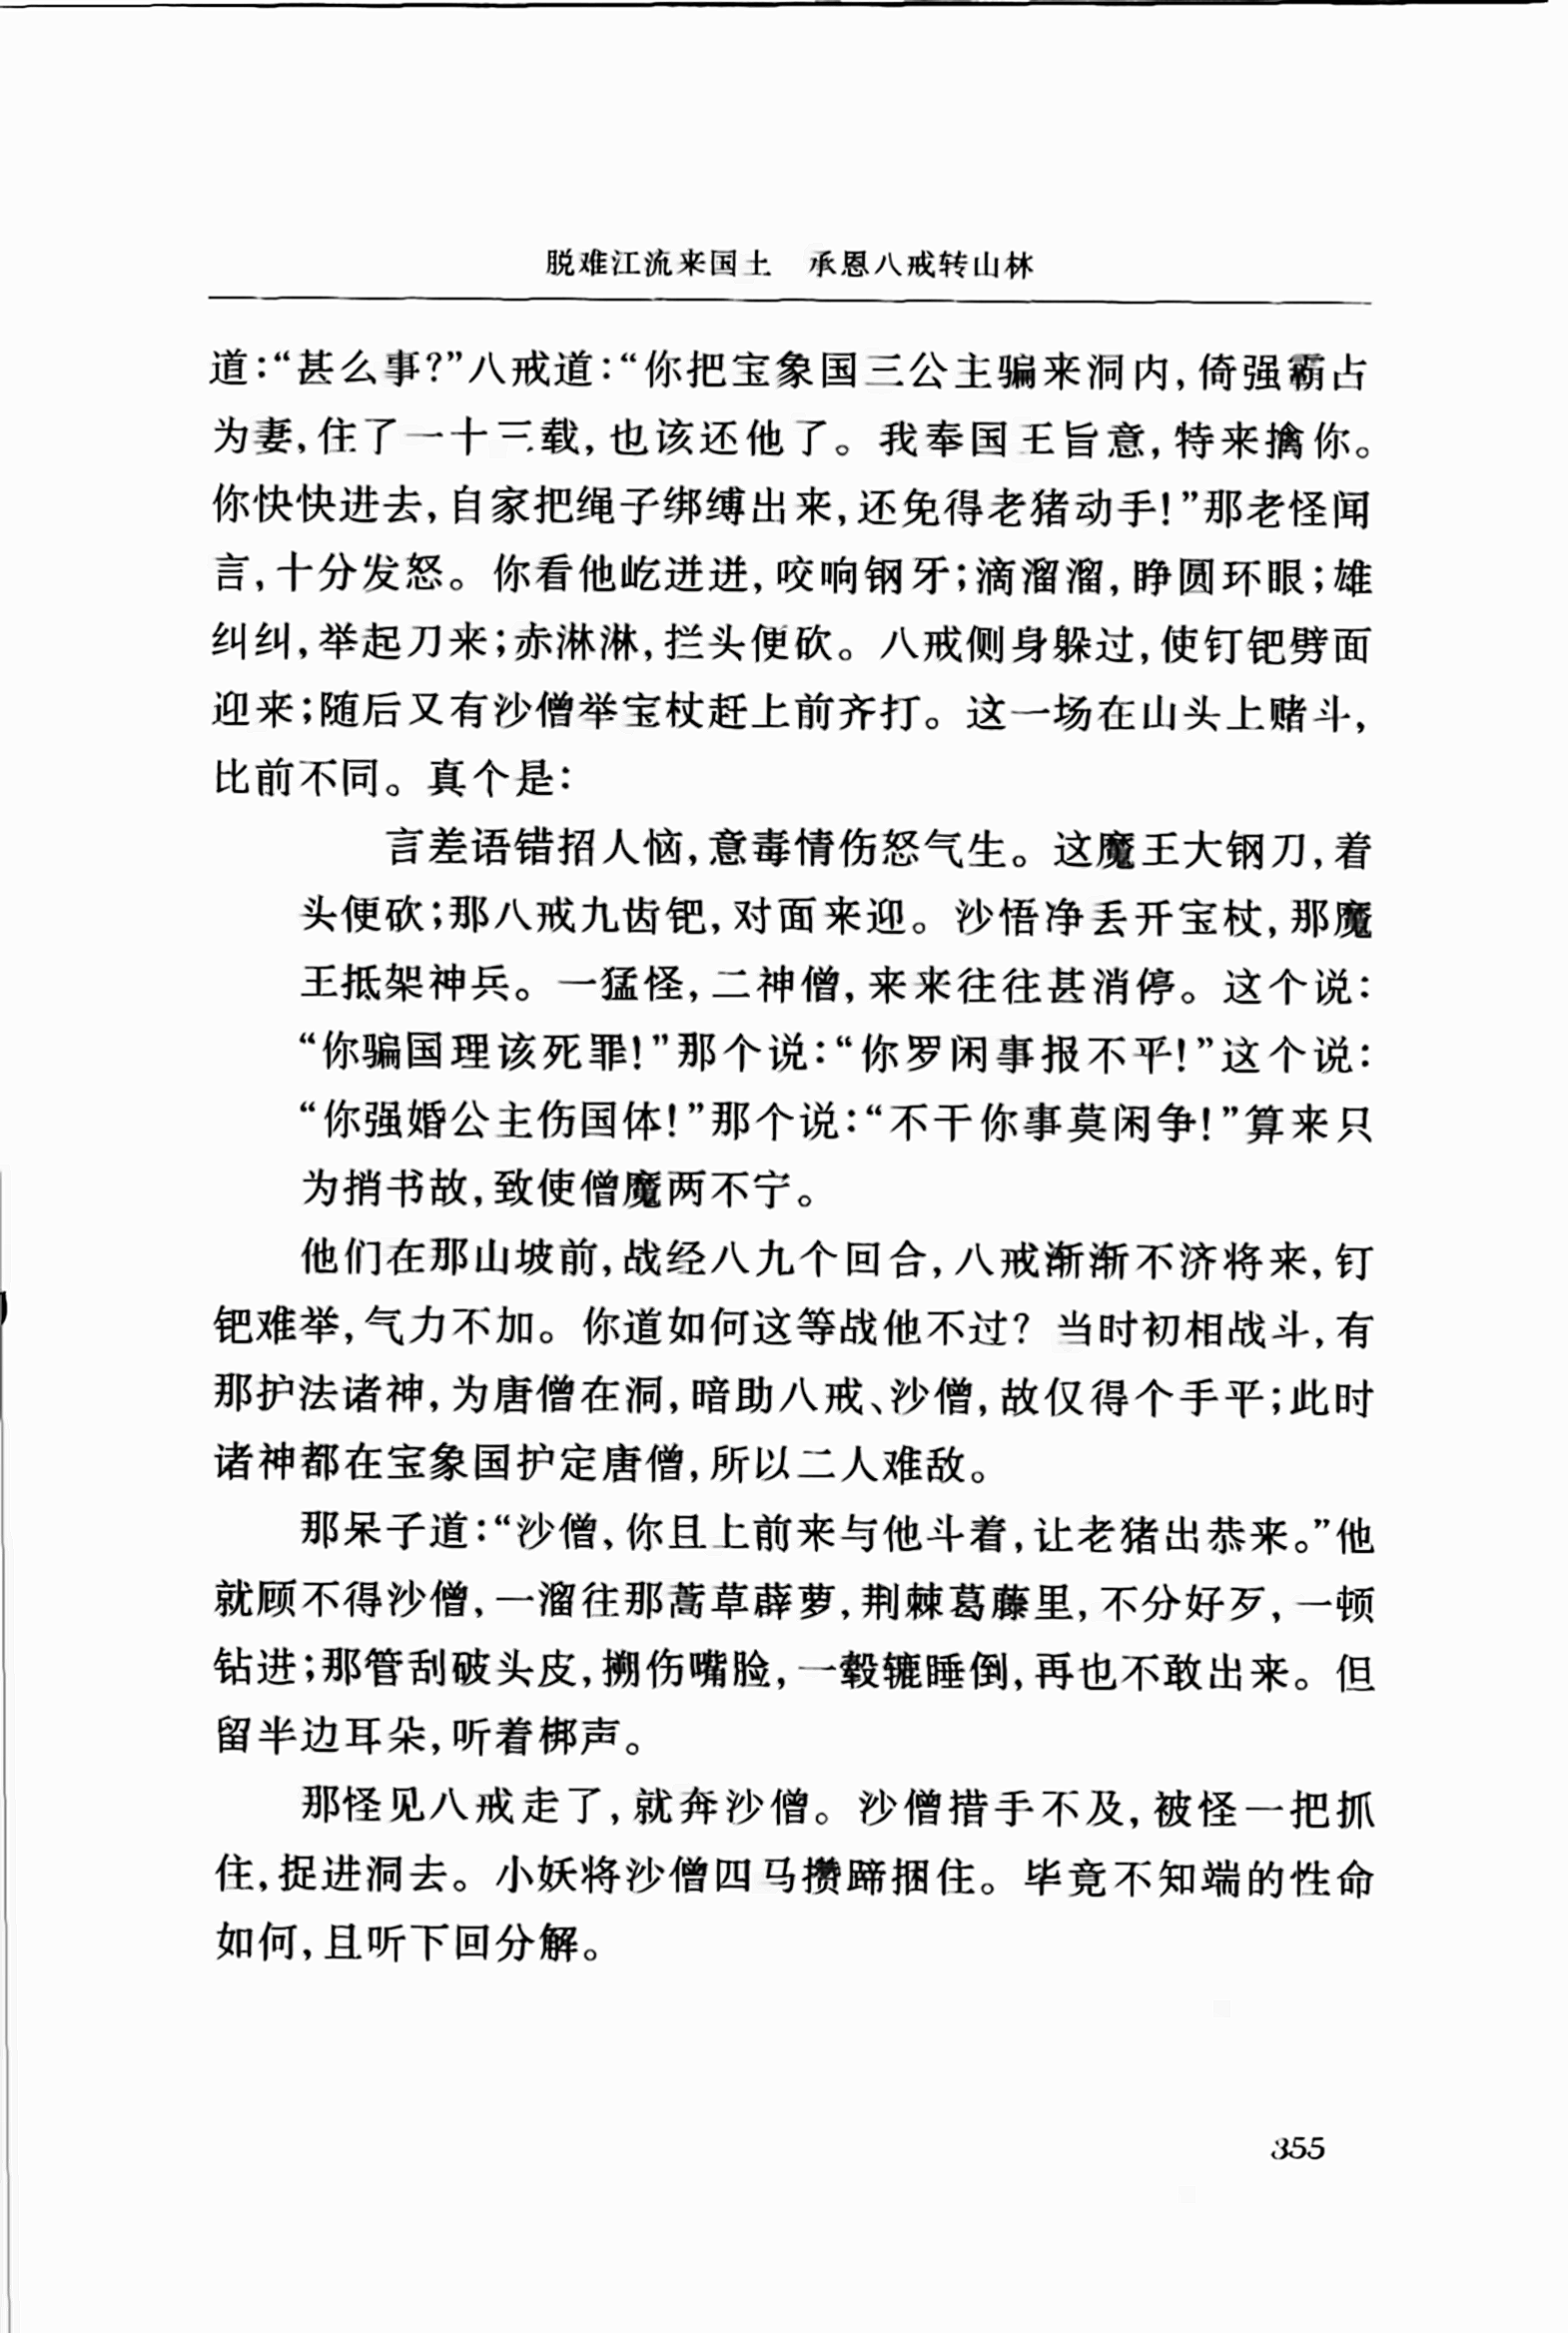 脱难江流来国土　承恩八戒转山林
道：“甚么事？”八戒道：“你把宝象国三公主骗来洞内，倚强霸占
为妻，住了一十三载，也该还他了。我奉国王旨意，特来擒你。
你快快进去，自家把绳子绑缚出来，还免得老猪动手！”那老怪闻
言，十分发怒。你看他屹迸迸，咬响钢牙；滴溜溜，睁圆环眼；雄
纠纠，举起刀来；赤淋淋，拦头便砍。八戒侧身躲过，使钉钯劈面
迎来；随后又有沙僧举宝杖赶上前齐打。这一场在山头上赌斗，
比前不同。真个是：
言差语错招人恼，意毒情伤怒气生。这魔王大钢刀，着
头便砍；那八戒九齿钯，对面来迎。沙悟净丢开宝杖，那魔
王抵架神兵。一猛怪，二神僧，来来往往甚消停。这个说：
“你骗国理该死罪！”那个说：“你罗闲事报不平！”这个说：
“你强婚公主伤国体！”那个说：“不干你事莫闲争！”算来只
为捎书故，致使僧魔两不宁。
他们在那山坡前，战经八九个回合，八戒渐渐不济将来，钉
钯难举，气力不加。你道如何这等战他不过？当时初相战斗，有
那护法诸神，为唐僧在洞，暗助八戒、沙僧，故仅得个手平；此时
诸神都在宝象国护定唐僧，所以二人难敌。
那呆子道：“沙僧，你且上前来与他斗着，让老猪出恭来。”他
就顾不得沙僧，一溜往那蒿草薜萝，荆棘葛藤里，不分好歹，一顿
钻进；那管刮破头皮，搠伤嘴脸，一毂辘睡倒，再也不敢出来。但
留半边耳朵，听着梆声。
那怪见八戒走了，就奔沙僧。沙僧措手不及，被怪一把抓
住，捉进洞去。小妖将沙僧四马攒蹄捆住。毕竟不知端的性命
如何，且听下回分解。
355